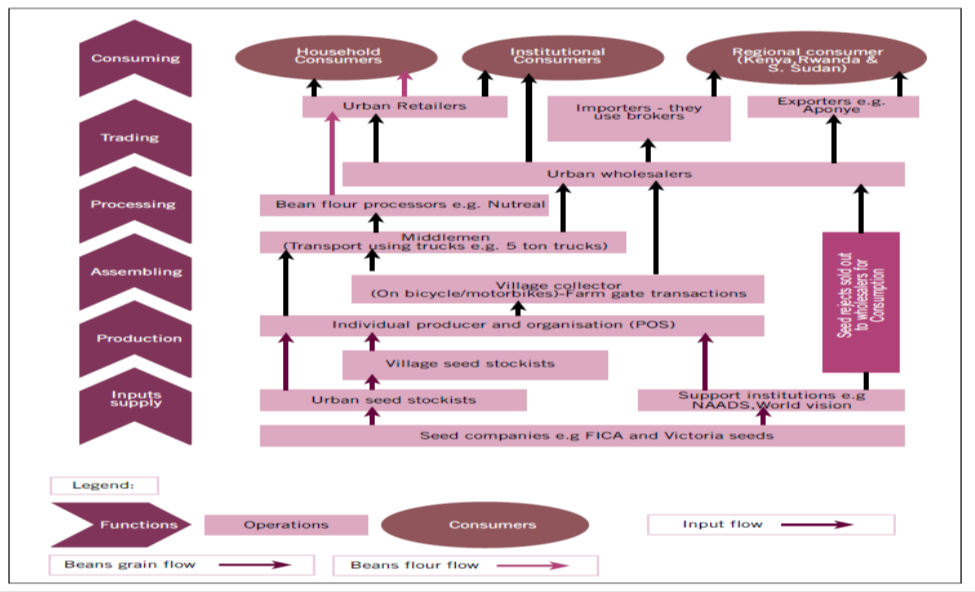 Consuming
Household
Consumers
Institutional
Consumers
Regional consumer
(Kenya,Rwanda &
S. Sudan)
Urban Retailers
Importers - they
use brokers
Exporters e.g.
Aponye
Trading
Urban wholesalers
Processing
Bean flour processors e.g. Nutreal
Middlemen
(Transport using trucks e.g. 5 ton trucks)
Assembling
Village collector
(On bicycle/motorbikes)-Farm gate transactions
Seed rejects sold out
to wholesalers for
Consumption
Production
Individual producer and organisation (POS)
Village seed stockists
Inputs
supply
Urban seed stockists
Support institutions e.g
NAADS,World vision
Seed companies e.g FICA and Victoria seeds
Legend:
Functions
Operations
Consumers
Input flow
Beans grain flow
Beans flour flow